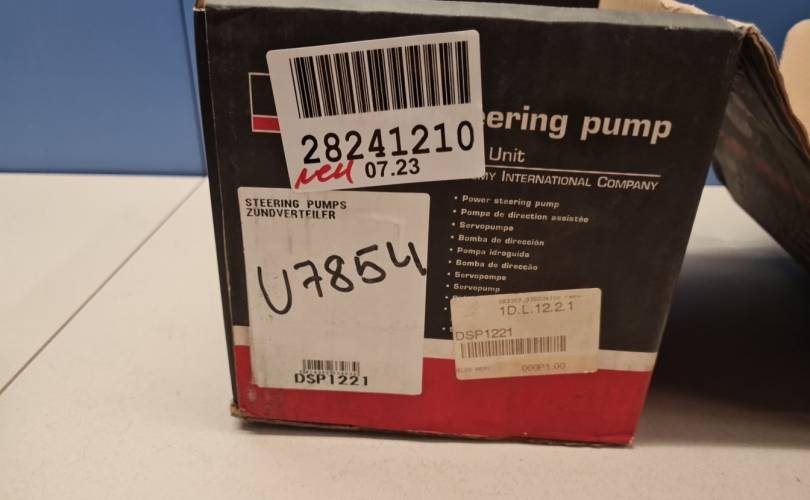 28241210
neu 07.23
eering pump
Unit
MY INTERNATIONAL COMPANY
STEERING PUMPS
ZUNDVERTEILER
U7854
DSP1221
• Power steering pump
• Pompe de direction assistée
• Servopumpe
• Bomba de dirección
• Pompa idroguida
• Bomba de direcção
• Servopompe
• Servopump
1D.L.12.2.1
DSP1221
000P1.00